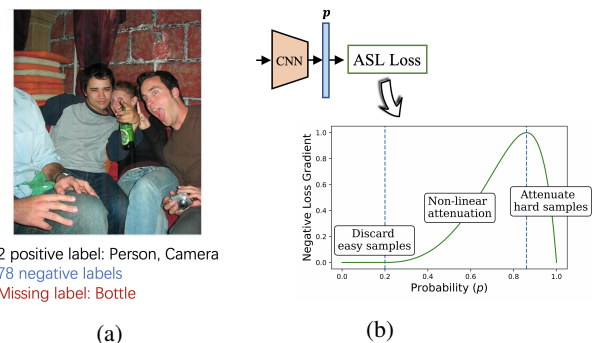 2 positive label: Person, Camera
78 negative labels
Missing label: Bottle
(a)
p
CNN
ASL Loss
Negative Loss Gradient
1.0
0.8
0.6
0.4
0.2
0.0
Discard
easy samples
Non-linear
attenuation
Attenuate
hard samples
0.0 0.2 0.4 0.6 0.8 1.0
Probability (p)
(b)